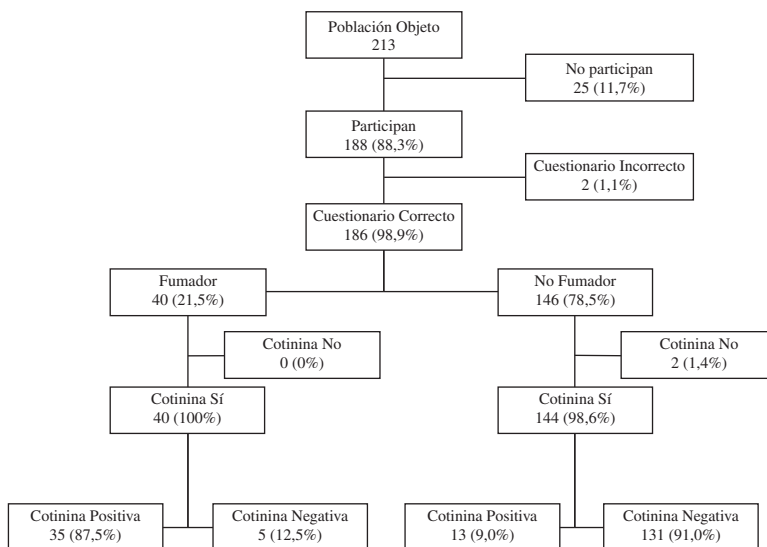 Población Objeto
213
No participan
25 (11,7%)
Participan
188 (88,3%)
Cuestionario Incorrecto
2 (1,1%)
Cuestionario Correcto
186 (98,9%)
Fumador
40 (21,5%)
No Fumador
146 (78,5%)
Cotinina No
0 (0%)
Cotinina No
2 (1,4%)
Cotinina Sí
40 (100%)
Cotinina Sí
144 (98,6%)
Cotinina Positiva
35 (87,5%)
Cotinina Negativa
5 (12,5%)
Cotinina Positiva
13 (9,0%)
Cotinina Negativa
131 (91,0%)